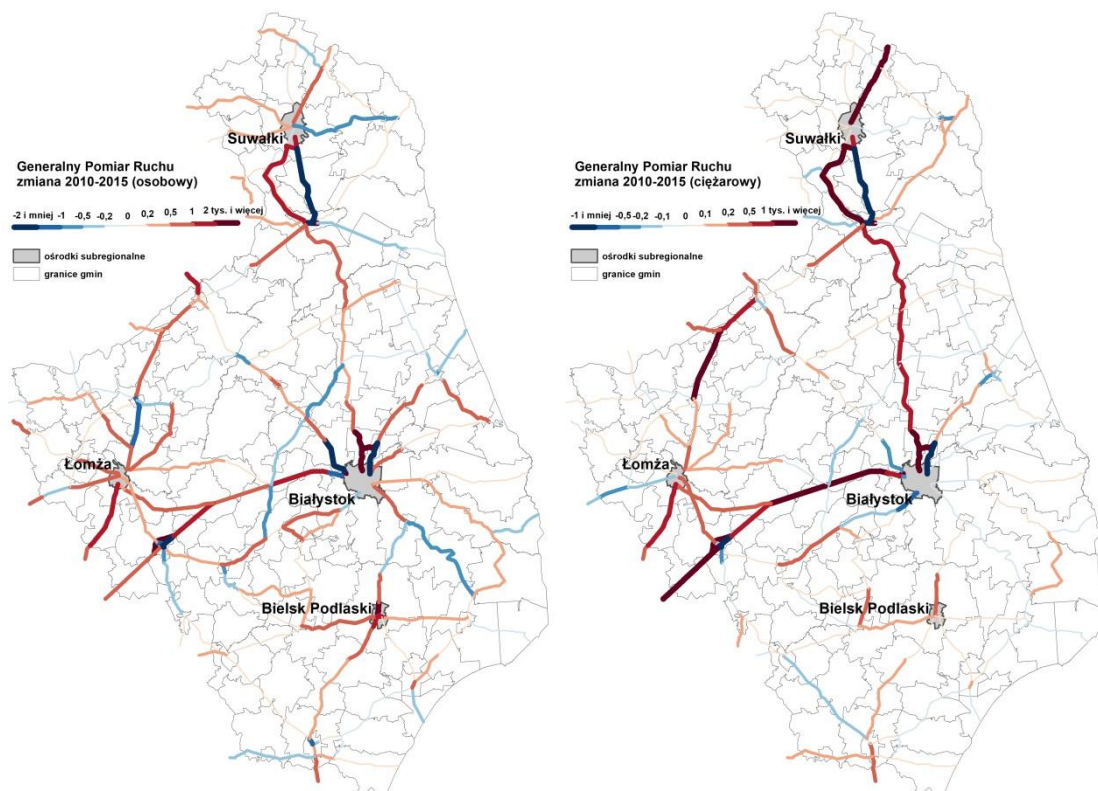 Suwałki
Generalny Pomiar Ruchu
zmiana 2010-2015 (osobowy)
-2 i mniej -1 -0,5 -0,2 0 0,2 0,5 1 2 tys. i więcej
ośrodki subregionalne
granice gmin
Łomża
Białystok
Bielsk Podlaski
Suwałki
Generalny Pomiar Ruchu
zmiana 2010-2015 (ciężarowy)
-1 i mniej -0,5 -0,2 -0,1 0 0,1 0,2 0,5 1 tys. i więcej
ośrodki subregionalne
granice gmin
Łomża
Białystok
Bielsk Podlaski